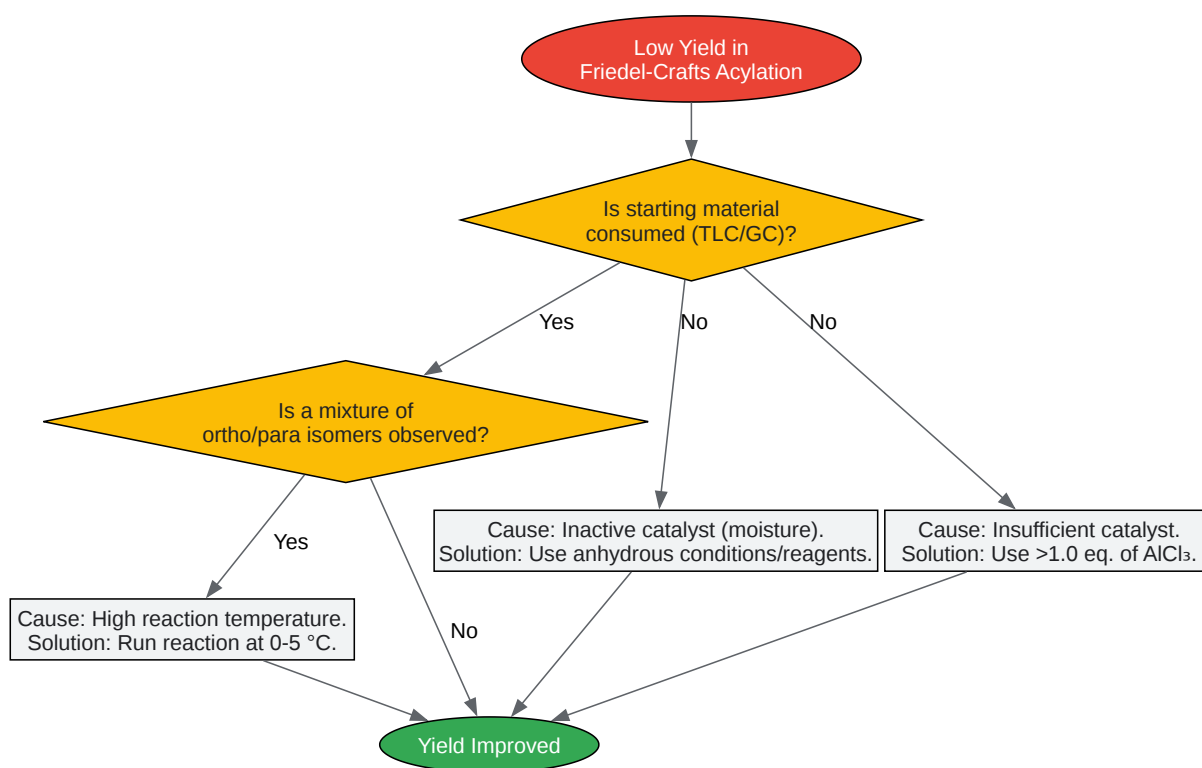 Low Yield in
Friedel-Crafts Acylation
Is starting material
consumed (TLC/GC)?
Yes
No
No
Is a mixture of
ortho/para isomers observed?
Cause: Inactive catalyst (moisture).
Solution: Use anhydrous conditions/reagents.
Cause: Insufficient catalyst.
Solution: Use >1.0 eq. of AlCl₃.
Yes
No
Cause: High reaction temperature.
Solution: Run reaction at 0-5 °C.
Yield Improved